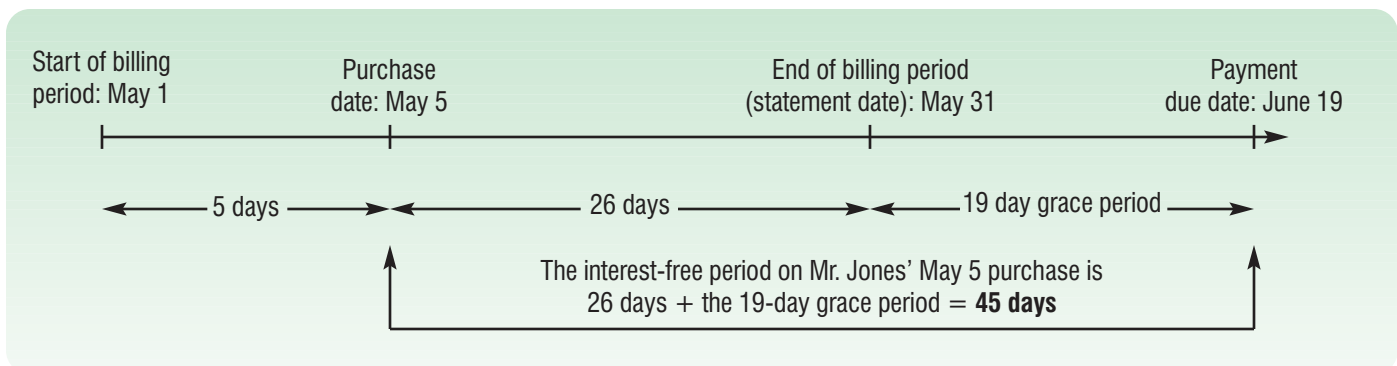 Start of billing
period: May 1
Purchase
date: May 5
End of billing period
(statement date): May 31
Payment
due date: June 19
5 days
26 days
19 day grace period
The interest-free period on Mr. Jones’ May 5 purchase is
26 days + the 19-day grace period = 45 days